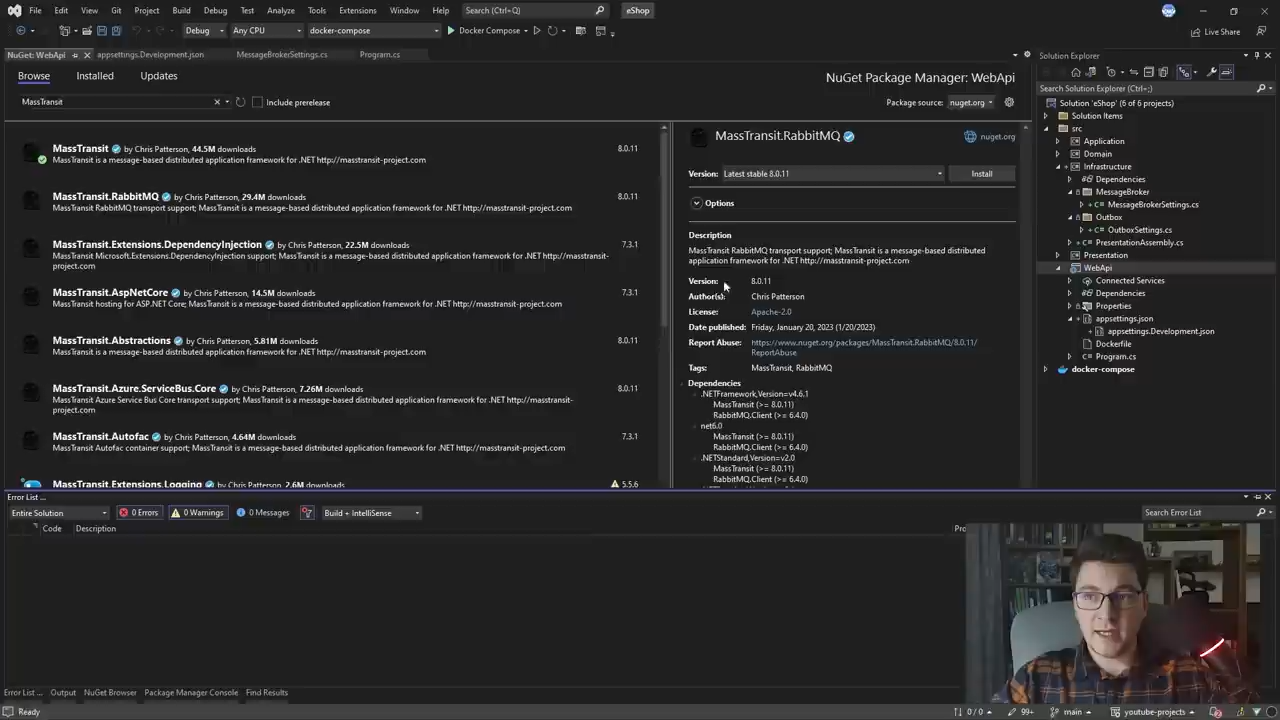 File Edit View Git Project Build Debug Test Analyze Tools Extensions Window Help Search (Ctrl+Q) eShop
Debug Any CPU docker-compose Docker Compose Live Share
NuGet: WebApi appsettings.Development.json MessageBrokerSettings.cs Program.cs
Browse Installed Updates
NuGet Package Manager: WebApi
MassTransit Include prerelease
Package source: nuget.org
MassTransit by Chris Patterson, 44.5M downloads 8.0.11
MassTransit is a message-based distributed application framework for .NET http://masstransit-project.com
MassTransit.RabbitMQ by Chris Patterson, 29.4M downloads 8.0.11
MassTransit RabbitMQ transport support; MassTransit is a message-based distributed application framework for .NET http://masstransit-project.com
MassTransit.Extensions.DependencyInjection by Chris Patterson, 22.5M downloads 7.3.1
MassTransit Microsoft.Extensions.DependencyInjection support; MassTransit is a message-based distributed application framework for .NET http://masstransit-
project.com
MassTransit.AspNetCore by Chris Patterson, 14.5M downloads 7.3.1
MassTransit hosting for ASP.NET Core; MassTransit is a message-based distributed application framework for .NET http://masstransit-project.com
MassTransit.Abstractions by Chris Patterson, 5.81M downloads 8.0.11
MassTransit is a message-based distributed application framework for .NET http://masstransit-project.com
MassTransit.Azure.ServiceBus.Core by Chris Patterson, 7.26M downloads 8.0.11
MassTransit Azure Service Bus Core transport support; MassTransit is a message-based distributed application framework for .NET http://masstransit-
project.com
MassTransit.Autofac by Chris Patterson, 4.64M downloads 7.3.1
MassTransit Autofac container support; MassTransit is a message-based distributed application framework for .NET http://masstransit-project.com
MassTransit.Extensions.Logging by Chris Patterson, 2.6M downloads 5.5.6
MassTransit.RabbitMQ nuget.org
Version: Latest stable 8.0.11 Install
Options
Description
MassTransit RabbitMQ transport support; MassTransit is a message-based distributed
application framework for .NET http://masstransit-project.com
Version: 8.0.11
Author(s): Chris Patterson
License: Apache-2.0
Date published: Friday, January 20, 2023 (1/20/2023)
Report Abuse: https://www.nuget.org/packages/MassTransit.RabbitMQ/8.0.11/
ReportAbuse
Tags: MassTransit, RabbitMQ
Dependencies
.NETFramework,Version=v4.6.1
MassTransit (>= 8.0.11)
RabbitMQ.Client (>= 6.4.0)
net6.0
MassTransit (>= 8.0.11)
RabbitMQ.Client (>= 6.4.0)
.NETStandard,Version=v2.0
MassTransit (>= 8.0.11)
RabbitMQ.Client (>= 6.4.0)
Solution Explorer
Search Solution Explorer (Ctrl+;)
Solution 'eShop' (6 of 6 projects)
Solution Items
src
Application
Domain
Infrastructure
Dependencies
MessageBroker
MessageBrokerSettings.cs
Outbox
OutboxSettings.cs
PresentationAssembly.cs
Presentation
WebApi
Connected Services
Dependencies
Properties
appsettings.json
appsettings.Development.json
Dockerfile
Program.cs
docker-compose
Error List ...
Entire Solution 0 Errors 0 Warnings 0 Messages Build + IntelliSense Search Error List
Code Description
Error List ... Output NuGet Browser Package Manager Console Find Results
Ready 0 / 0 99+ main youtube-projects